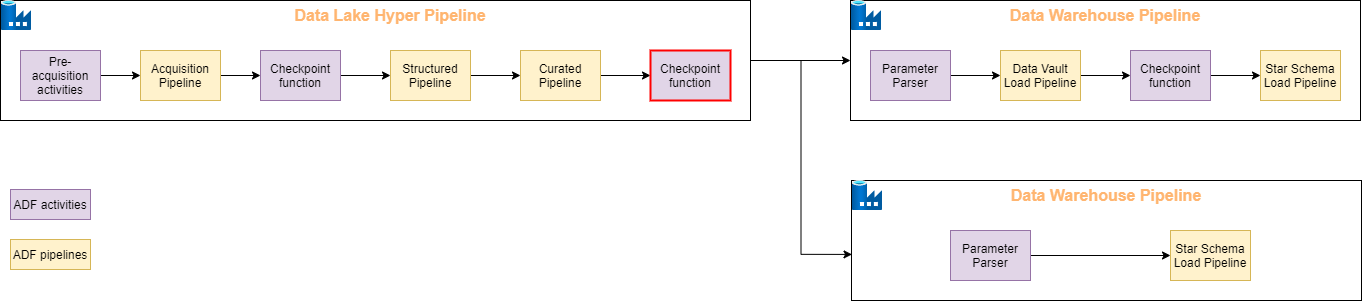 Data Lake Hyper Pipeline
Pre-
acquisition
activities
Acquisition
Pipeline
Checkpoint
function
Structured
Pipeline
Curated
Pipeline
Checkpoint
function
Data Warehouse Pipeline
Parameter
Parser
Data Vault
Load Pipeline
Checkpoint
function
Star Schema
Load Pipeline
ADF activities
ADF pipelines
Data Warehouse Pipeline
Parameter
Parser
Star Schema
Load Pipeline